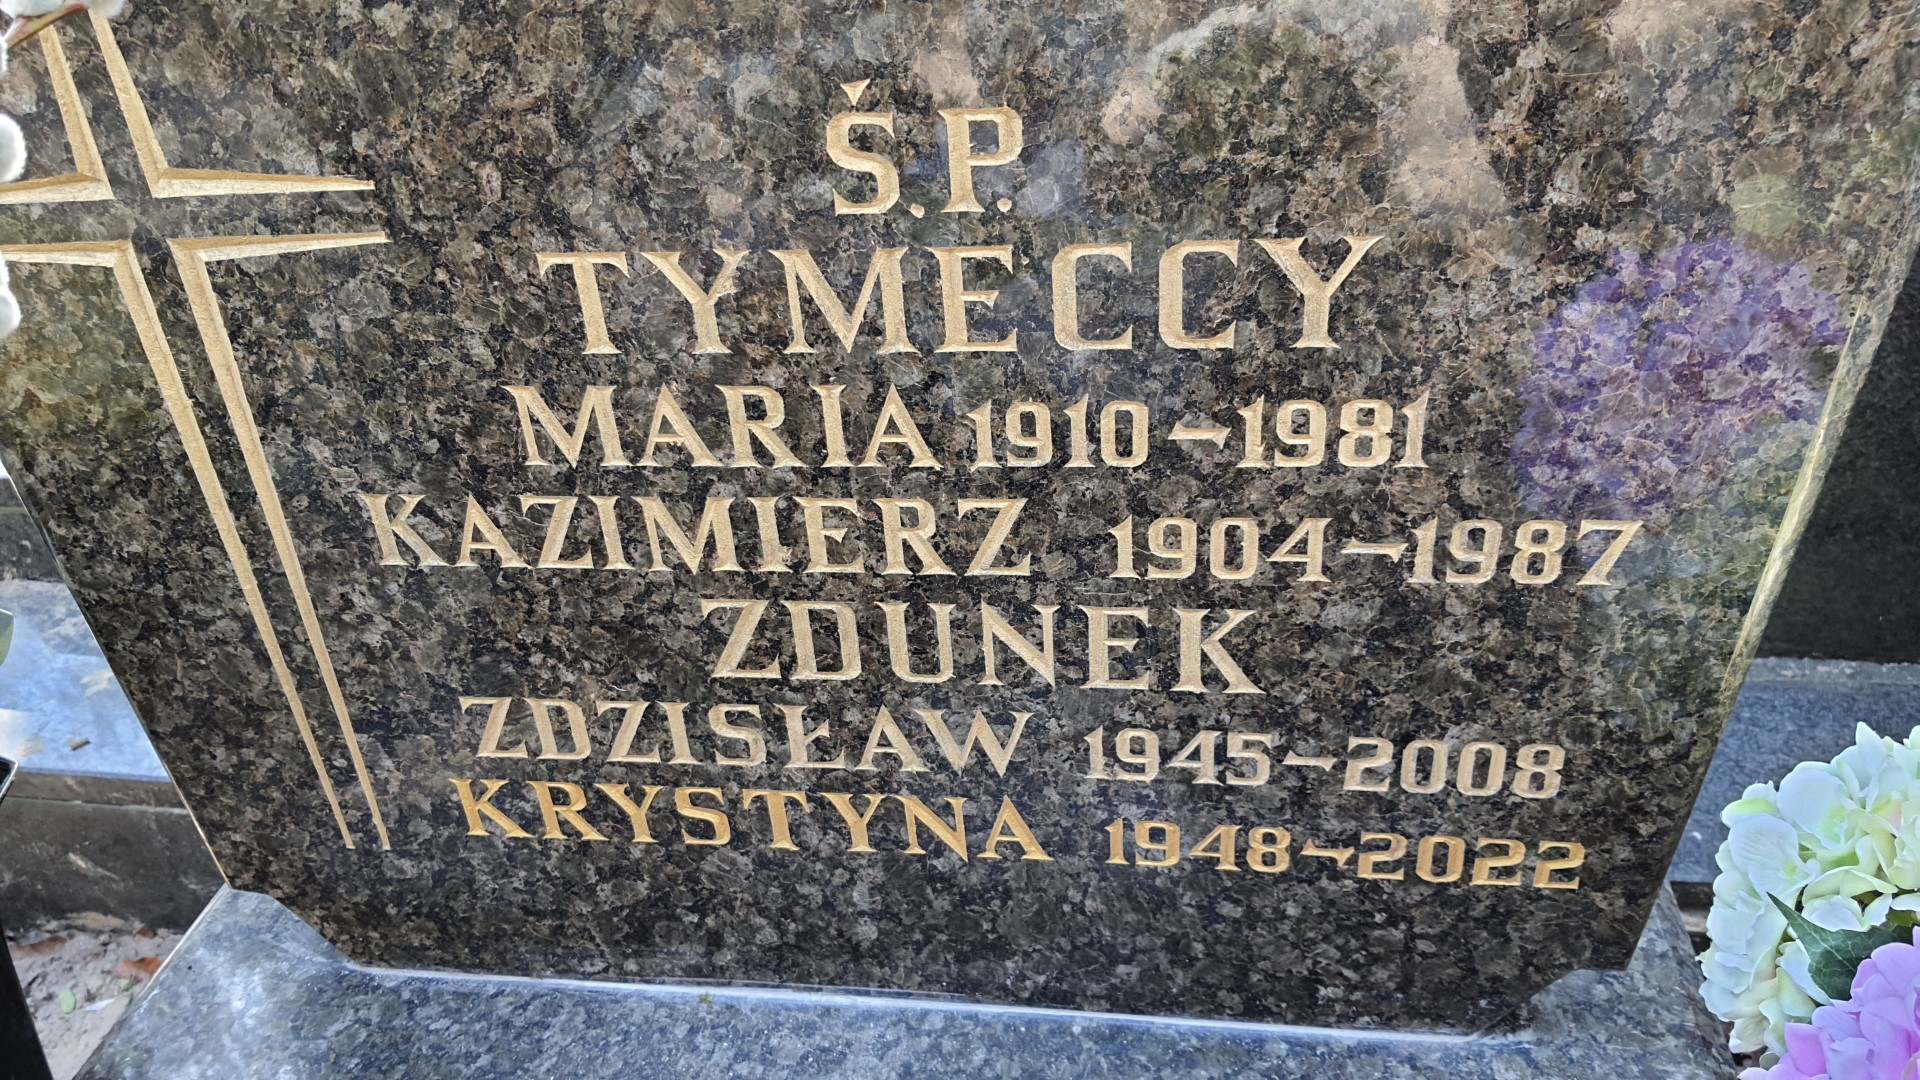 Ś.P.
TYMECCY
MARIA 1910~1981
KAZIMIERZ 1904~1987
ZDUNEK
ZDZISŁAW 1945~2008
KRYSTYNA 1948~2022